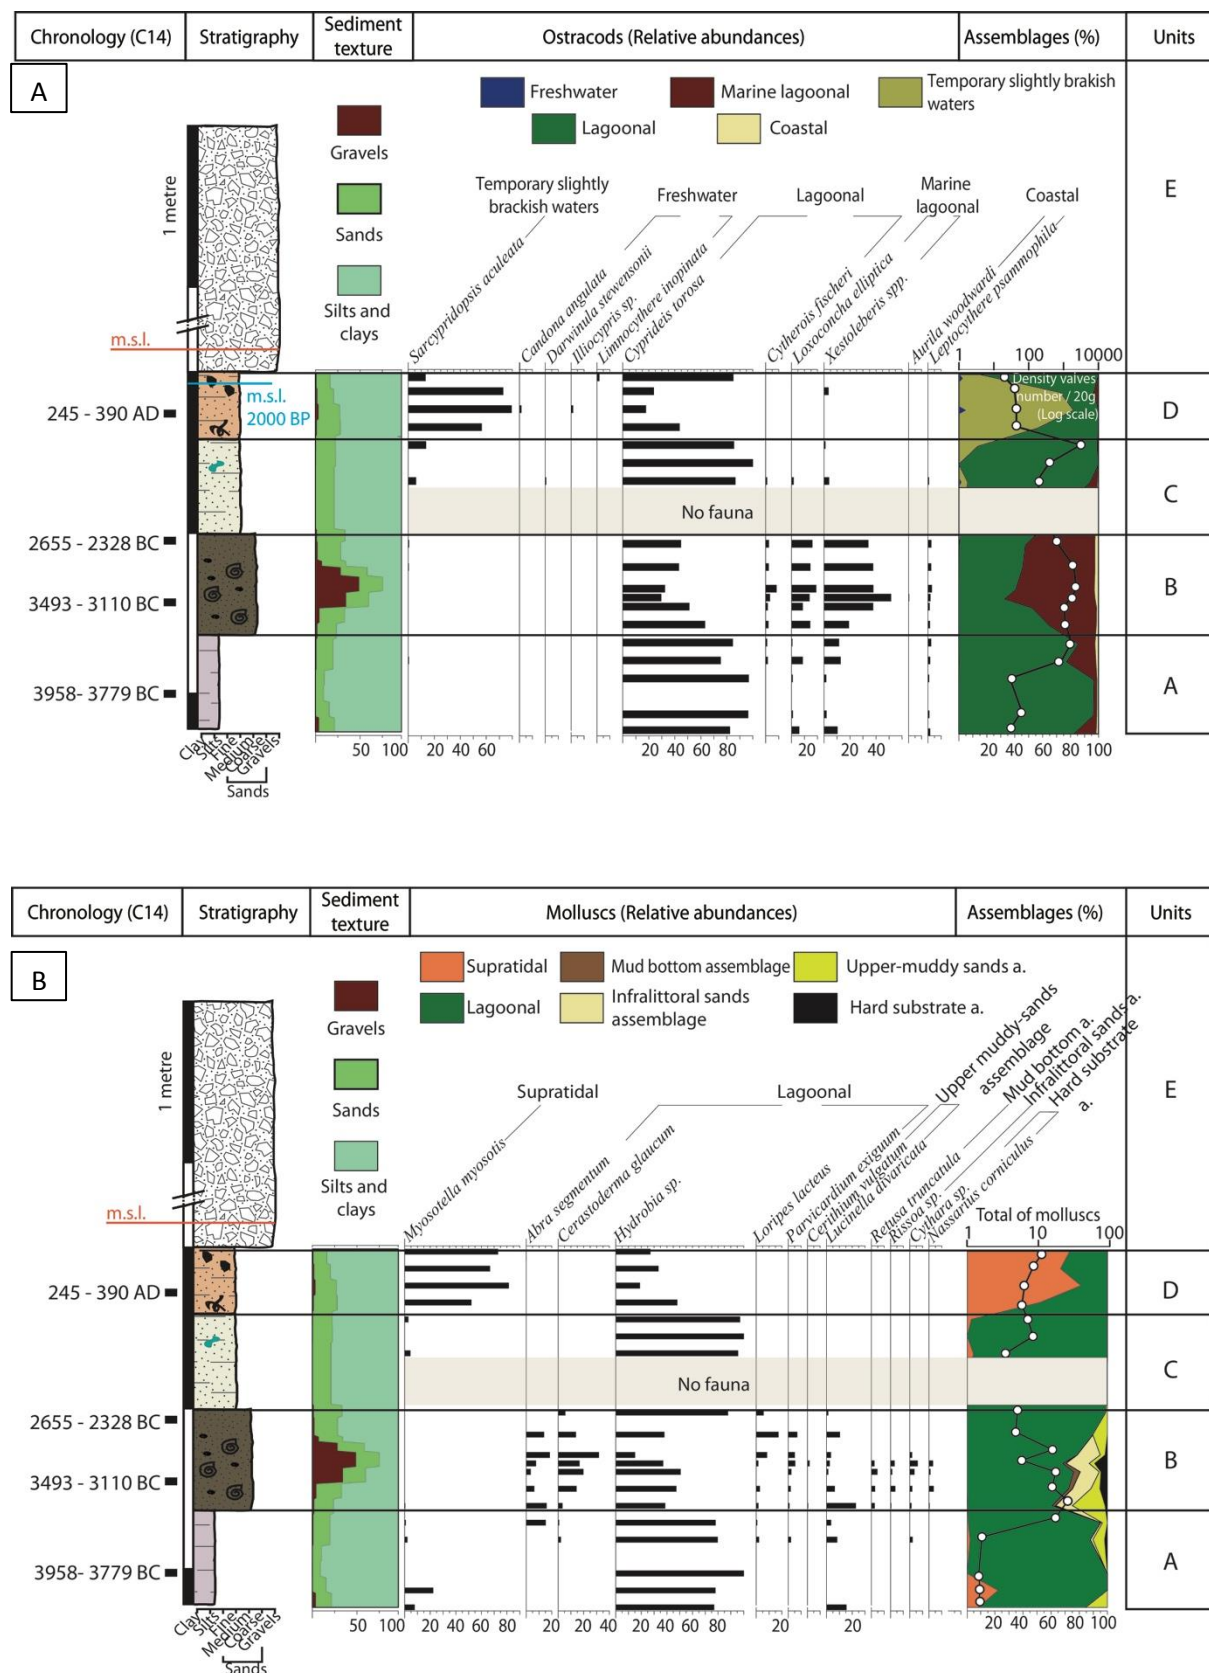 Chronology (C14) Stratigraphy Sediment texture Ostracods (Relative abundances) Assemblages (%) Units
A
Freshwater Marine lagoonal Temporary slightly brakish waters
Lagoonal Coastal
Gravels
Sands
Silts and clays
1 metre
Temporary slightly brackish waters
Freshwater
Lagoonal
Marine lagoonal
Coastal
Sarcypridopsis aculeata
Candona angulata
Darwinula stewensonii
Illiocypris sp.
Limnocythere inopinata
Cyprideis torosa
Cytherois fischeri
Loxoconcha elliptica
Xestoleberis spp.
Aurila woodwardi
Leptocythere psammophila
E
m.s.l.
1 100 10000
m.s.l. 2000 BP
Density valves number / 20g (Log scale)
245 - 390 AD
D
C
No fauna
2655 - 2328 BC
3493 - 3110 BC
B
3958- 3779 BC
A
50 100
20 40 60
20 40 60 80
20
20 40
20 40 60 80 100
Clay
Silts
Fine
Medium
Coarse
Gravels
Sands
Chronology (C14) Stratigraphy Sediment texture Molluscs (Relative abundances) Assemblages (%) Units
B
Supratidal Mud bottom assemblage Upper-muddy sands a.
Lagoonal Infralittoral sands assemblage Hard substrate a.
Gravels
Sands
Silts and clays
1 metre
Supratidal
Lagoonal
Upper muddy-sands assemblage
Mud bottom a.
Infralittoral sands a.
Hard substrate a.
Myosotella myosotis
Abra segmentum
Cerastoderma glaucum
Hydrobia sp.
Loripes lacteus
Parvicardium exiguum
Cerithium vulgatum
Lucinella divaricata
Retusa truncatula
Rissoa sp.
Cythara sp.
Nassarius corniculus
E
m.s.l.
Total of molluscs
1 10 100
245 - 390 AD
D
C
No fauna
2655 - 2328 BC
3493 - 3110 BC
B
3958- 3779 BC
A
50 100
20 40 60 80
20
20 40
20 40 60 80
20
20
20 60 100
Clay
Silts
Fine
Medium
Coarse
Gravels
Sands